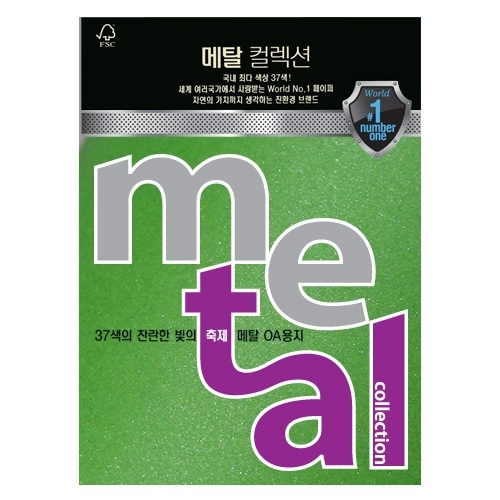 FSC
메탈 컬렉션
국내 최다 색상 37색!
세계 여러국가에서 사랑받는 World No.1 페이퍼
자연의 가치까지 생각하는 친환경 브랜드
World
#1
number
one
metal
collection
37색의 찬란한 빛의 축제 메탈 OA용지